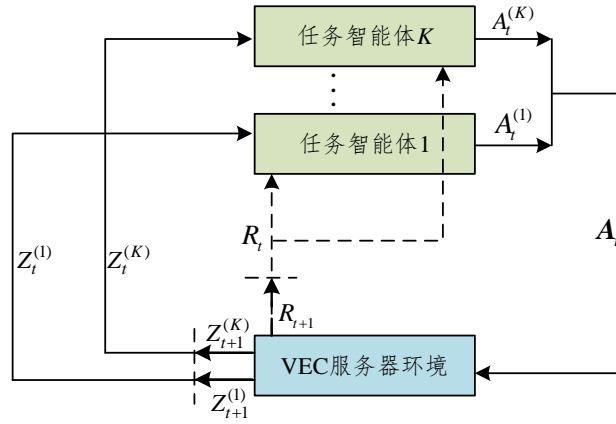 任务智能体K
A_t^{(K)}
⋮
任务智能体1
A_t^{(1)}
Z_t^{(1)}
Z_t^{(K)}
R_t
A
R_{t+1}
Z_{t+1}^{(K)}
VEC服务器环境
Z_{t+1}^{(1)}